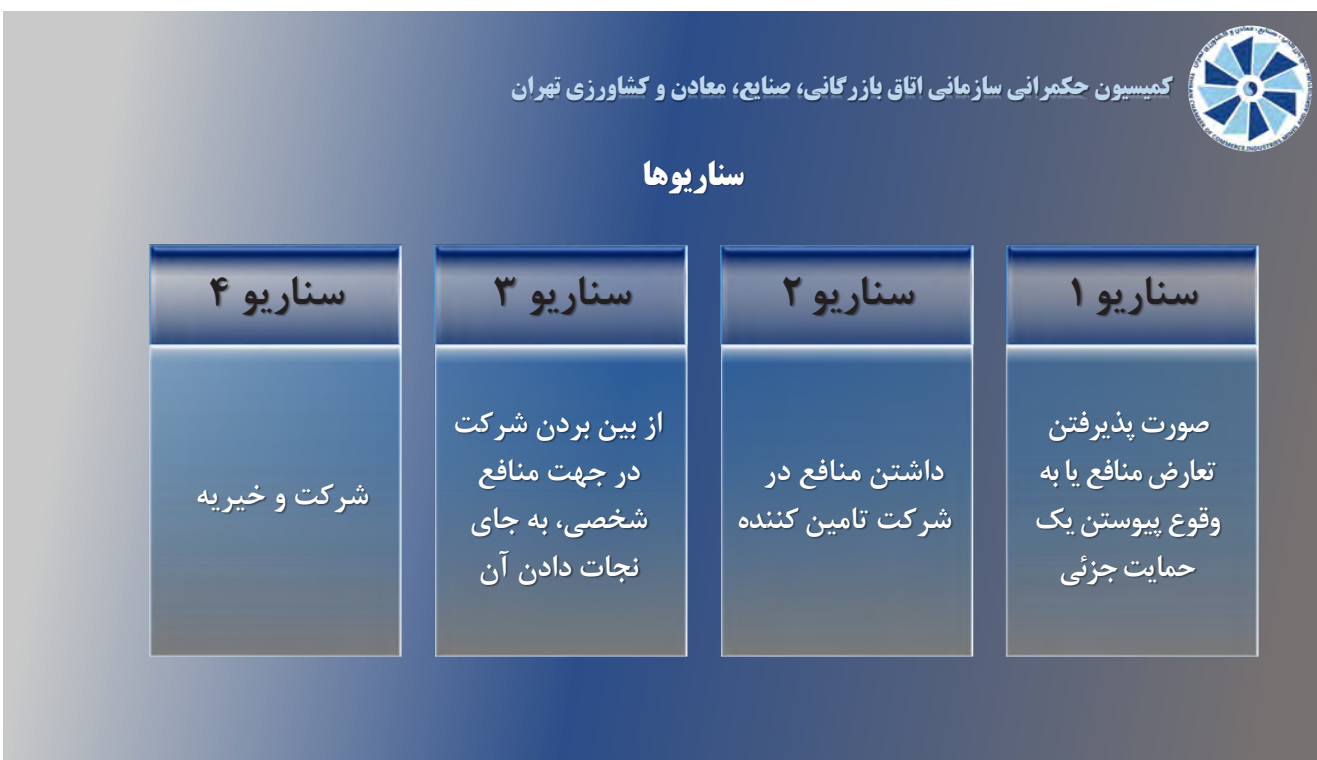 کمیسیون حکمرانی سازمانی اتاق بازرگانی، صنایع، معادن و کشاورزی تهران
سناریوها
سناریو ۱
صورت پذیرفتن
تعارض منافع یا به
وقوع پیوستن یک
حمایت جزئی
سناریو ۲
داشتن منافع در
شرکت تامین کننده
سناریو ۳
از بین بردن شرکت
در جهت منافع
شخصی، به جای
نجات دادن آن
سناریو ۴
شرکت و خیریه